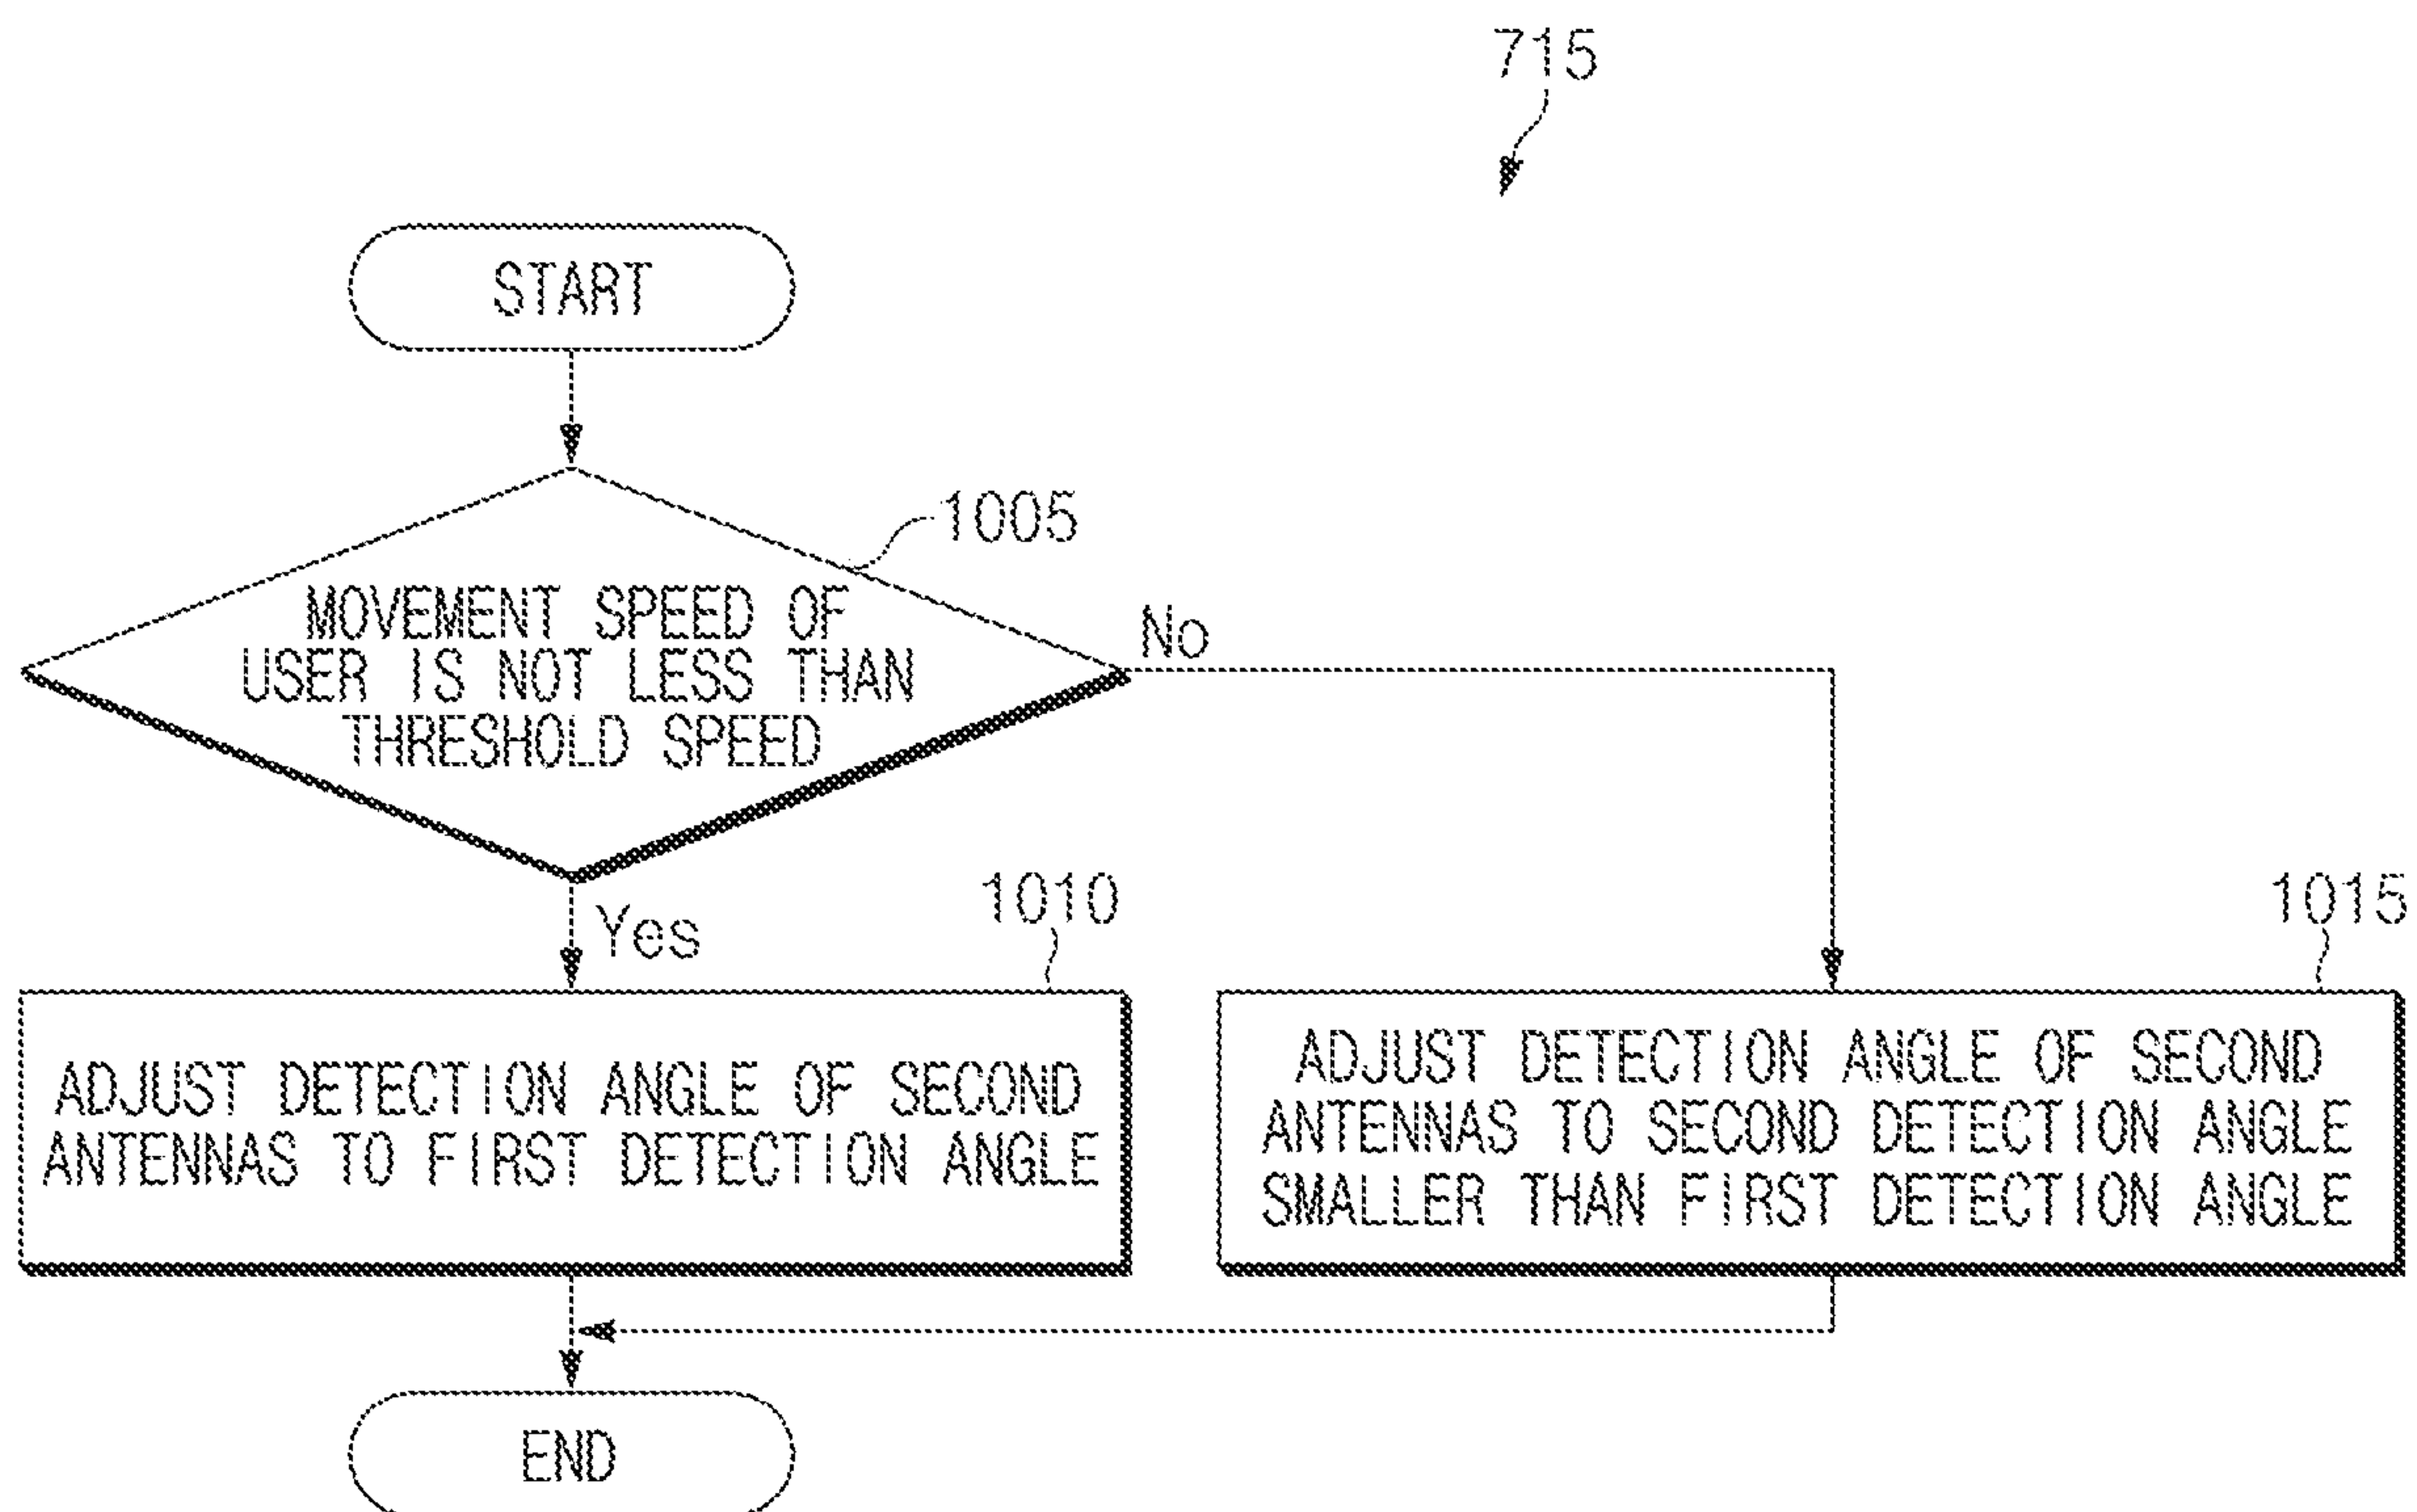 715
START
1005
MOVEMENT SPEED OF
USER IS NOT LESS THAN
THRESHOLD SPEED
No
Yes
1010
ADJUST DETECTION ANGLE OF SECOND
ANTENNAS TO FIRST DETECTION ANGLE
1015
ADJUST DETECTION ANGLE OF SECOND
ANTENNAS TO SECOND DETECTION ANGLE
SMALLER THAN FIRST DETECTION ANGLE
END